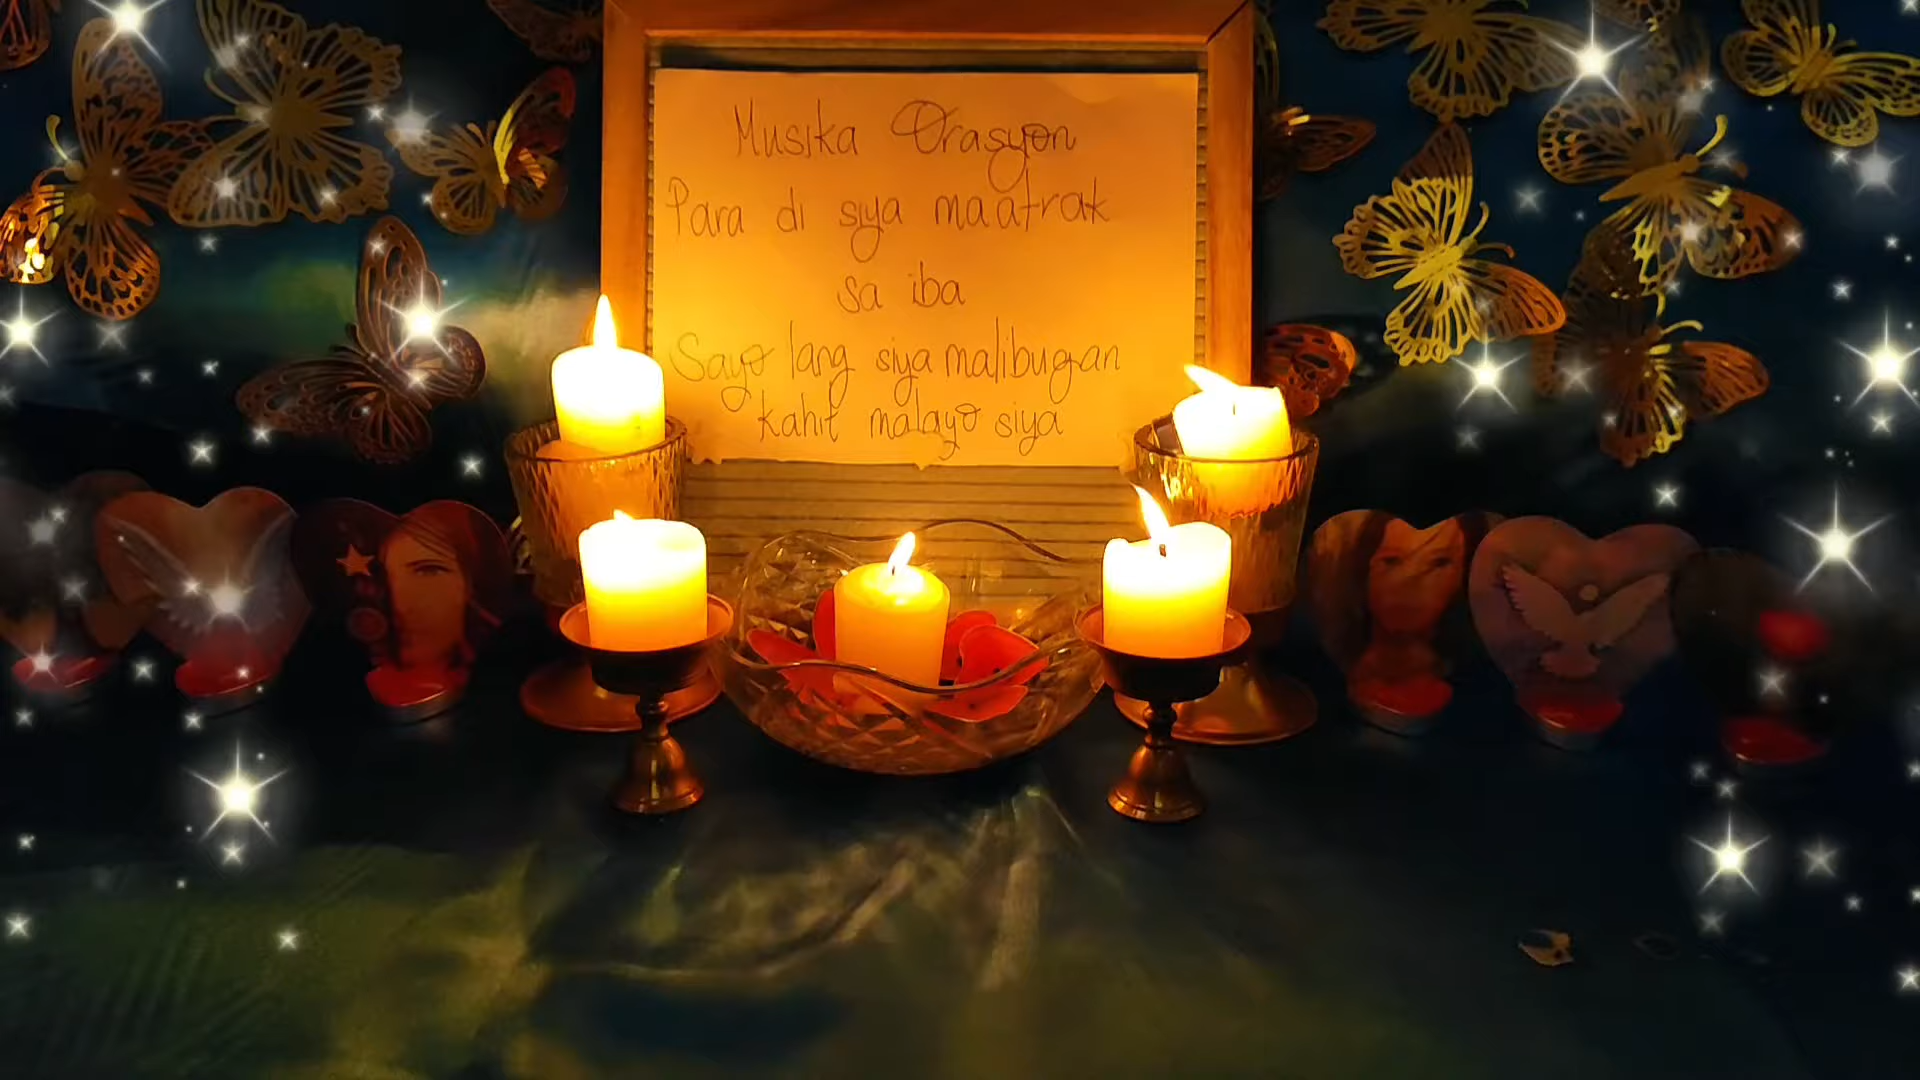 Musika Orasyon
Para di siya maatrak
sa iba
Sayo lang siya malibugan
kahit malayo siya